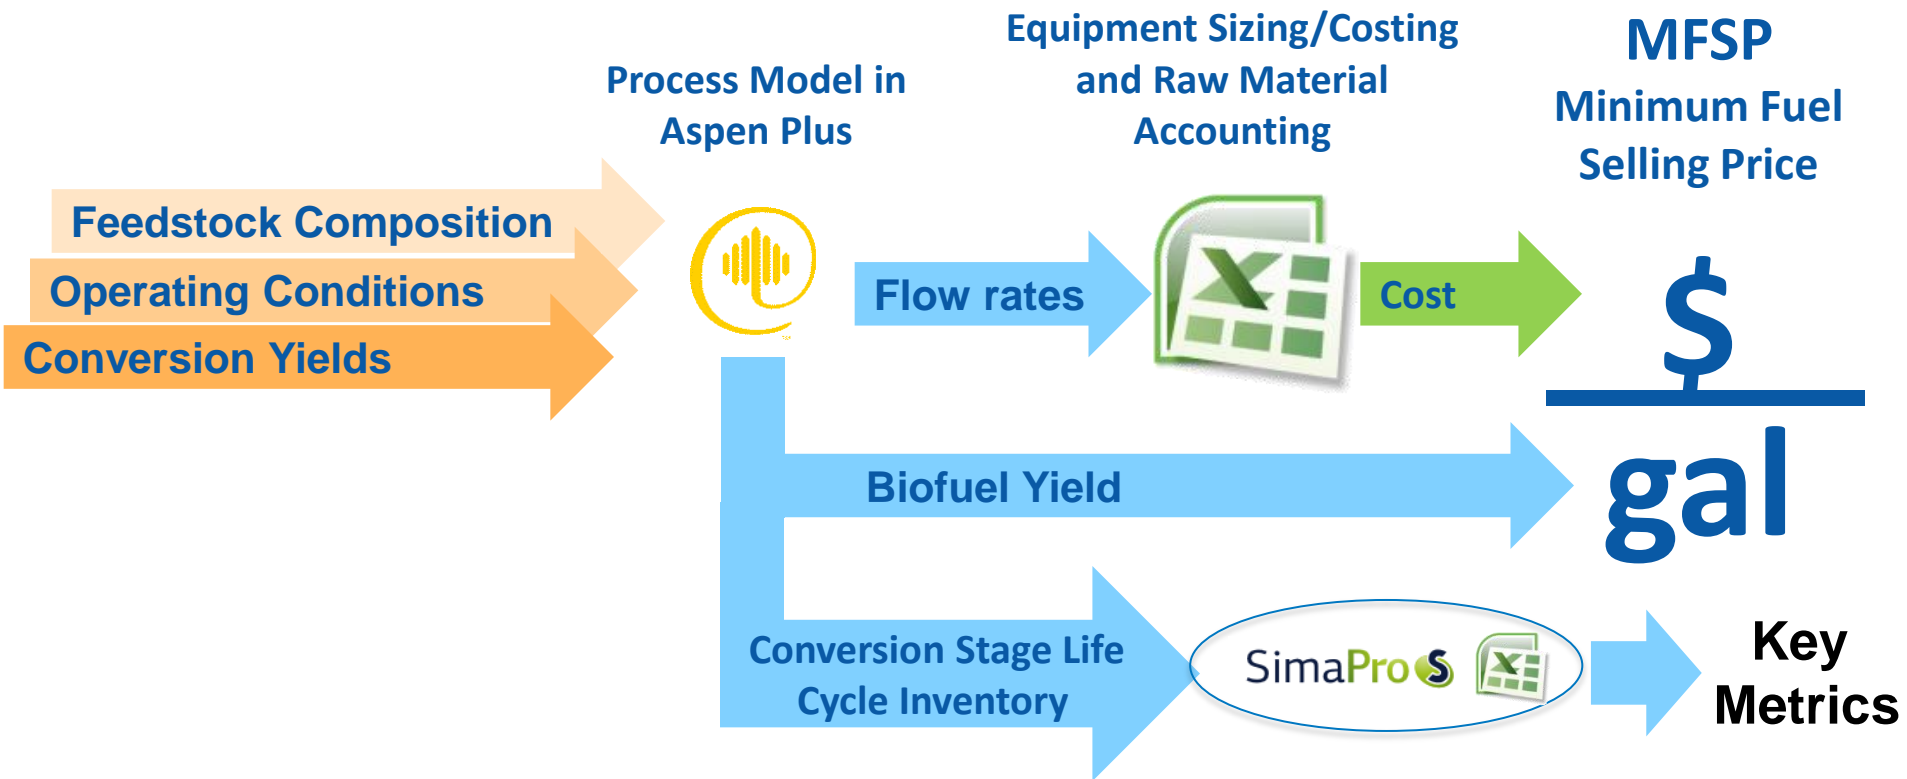 Process Model in
Aspen Plus
Equipment Sizing/Costing
and Raw Material
Accounting
MFSP
Minimum Fuel
Selling Price
Feedstock Composition
Operating Conditions
Conversion Yields
Flow rates
Cost
$
gal
Biofuel Yield
Conversion Stage Life
Cycle Inventory
SimaPro
Key
Metrics